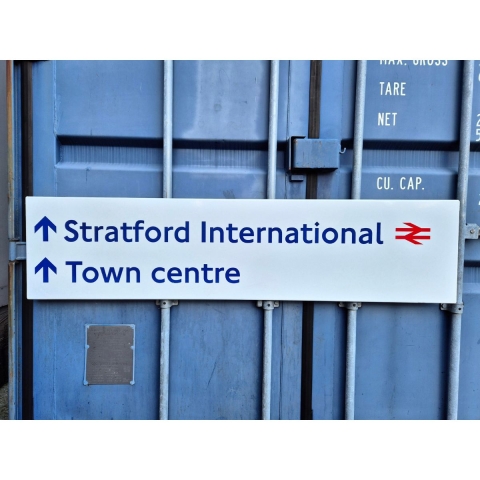 MAX. GROSS
TARE
NET
CU. CAP.
↑ Stratford International
↑ Town centre